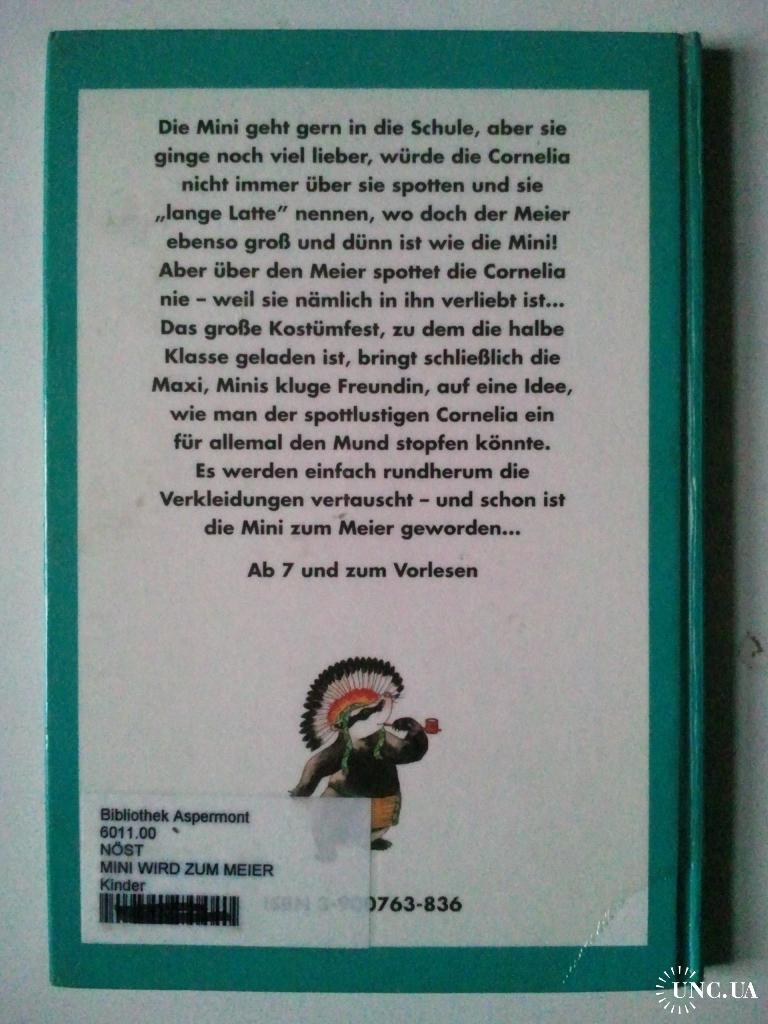 Die Mini geht gern in die Schule, aber sie
ginge noch viel lieber, würde die Cornelia
nicht immer über sie spotten und sie
„lange Latte” nennen, wo doch der Meier
ebenso groß und dünn ist wie die Mini!
Aber über den Meier spottet die Cornelia
nie – weil sie nämlich in ihn verliebt ist...
Das große Kostümfest, zu dem die halbe
Klasse geladen ist, bringt schließlich die
Maxi, Minis kluge Freundin, auf eine Idee,
wie man der spottlustigen Cornelia ein
für allemal den Mund stopfen könnte.
Es werden einfach rundherum die
Verkleidungen vertauscht – und schon ist
die Mini zum Meier geworden...
Ab 7 und zum Vorlesen
Bibliothek Aspermont
6011.00
NÖST
MINI WIRD ZUM MEIER
Kinder
0763-836
UNC.UA